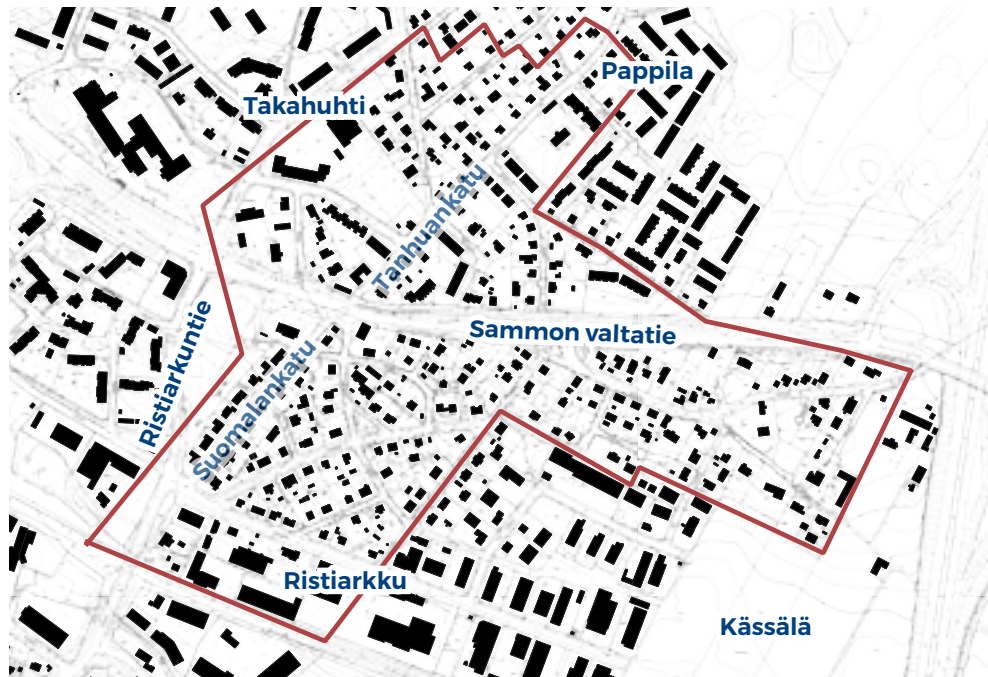 Pappila
Takahuhti
Tanhuankatu
Sammon valtatie
Ristiarkuntie
Suomalankatu
Ristiarkku
Kässälä